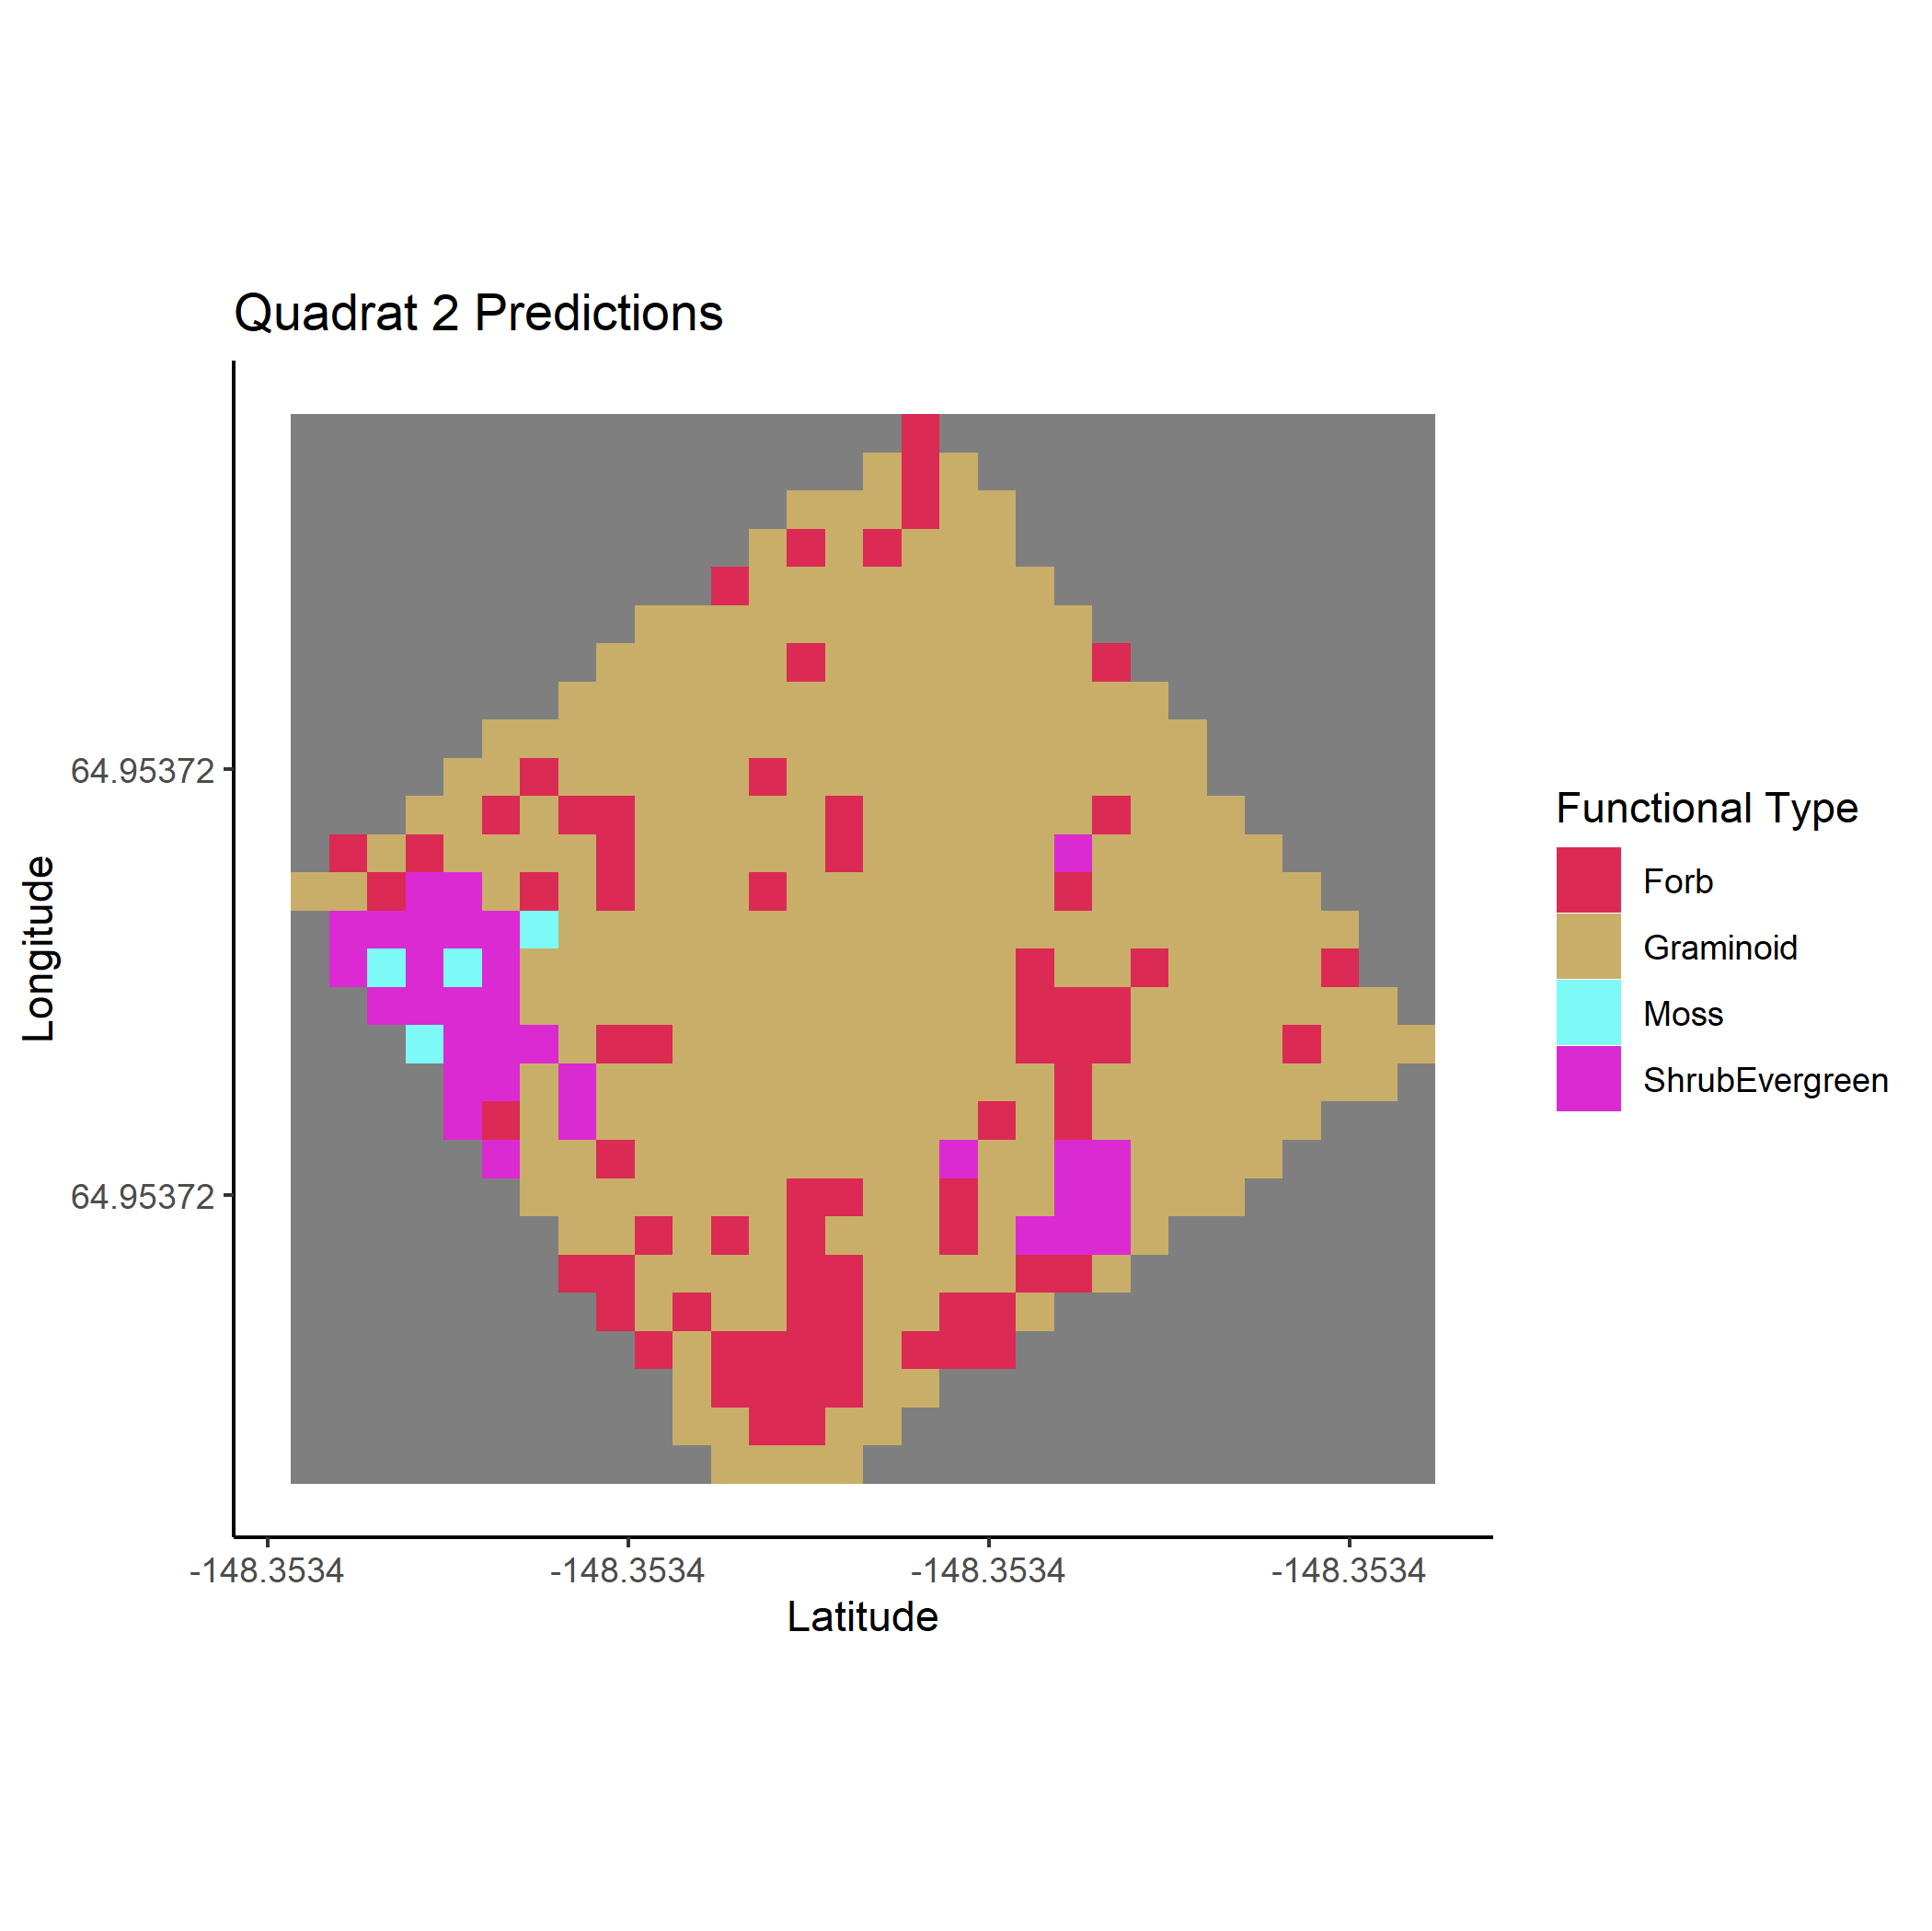 Quadrat 2 Predictions
64.95372
64.95372
Longitude
-148.3534 -148.3534 -148.3534 -148.3534
Latitude
Functional Type
Forb
Graminoid
Moss
ShrubEvergreen